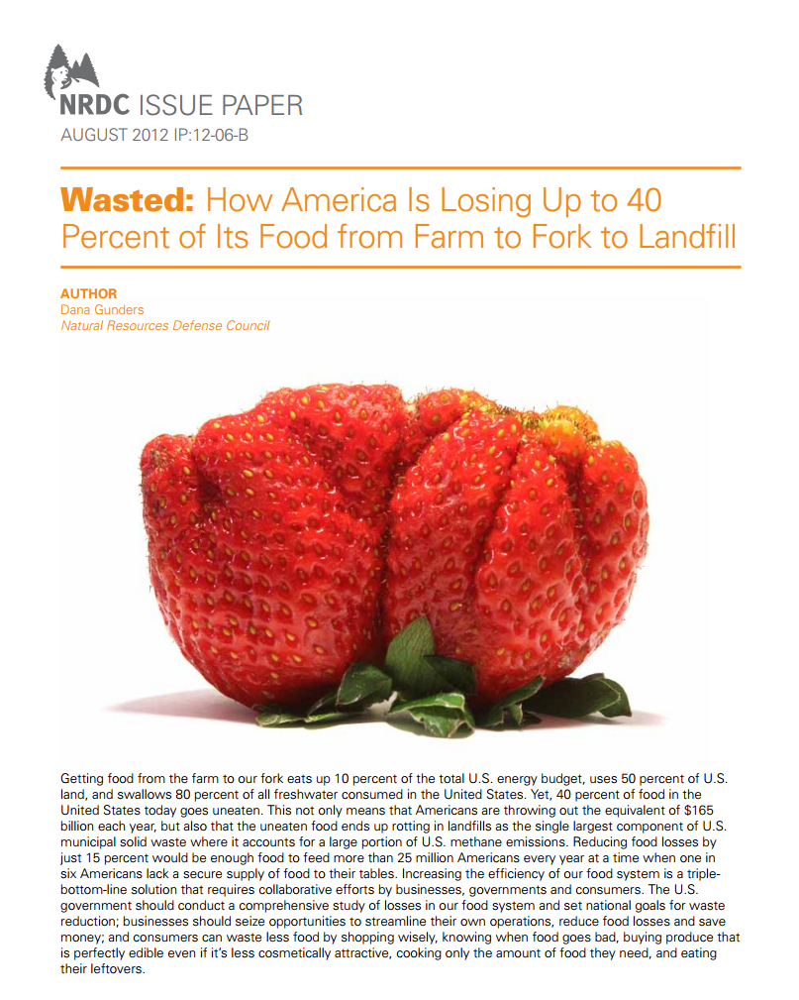 NRDC ISSUE PAPER
AUGUST 2012 IP:12-06-B
Wasted: How America Is Losing Up to 40
Percent of Its Food from Farm to Fork to Landfill
AUTHOR
Dana Gunders
Natural Resources Defense Council
Getting food from the farm to our fork eats up 10 percent of the total U.S. energy budget, uses 50 percent of U.S.
land, and swallows 80 percent of all freshwater consumed in the United States. Yet, 40 percent of food in the
United States today goes uneaten. This not only means that Americans are throwing out the equivalent of $165
billion each year, but also that the uneaten food ends up rotting in landfills as the single largest component of U.S.
municipal solid waste where it accounts for a large portion of U.S. methane emissions. Reducing food losses by
just 15 percent would be enough food to feed more than 25 million Americans every year at a time when one in
six Americans lack a secure supply of food to their tables. Increasing the efficiency of our food system is a triple-
bottom-line solution that requires collaborative efforts by businesses, governments and consumers. The U.S.
government should conduct a comprehensive study of losses in our food system and set national goals for waste
reduction; businesses should seize opportunities to streamline their own operations, reduce food losses and save
money; and consumers can waste less food by shopping wisely, knowing when food goes bad, buying produce that
is perfectly edible even if it's less cosmetically attractive, cooking only the amount of food they need, and eating
their leftovers.